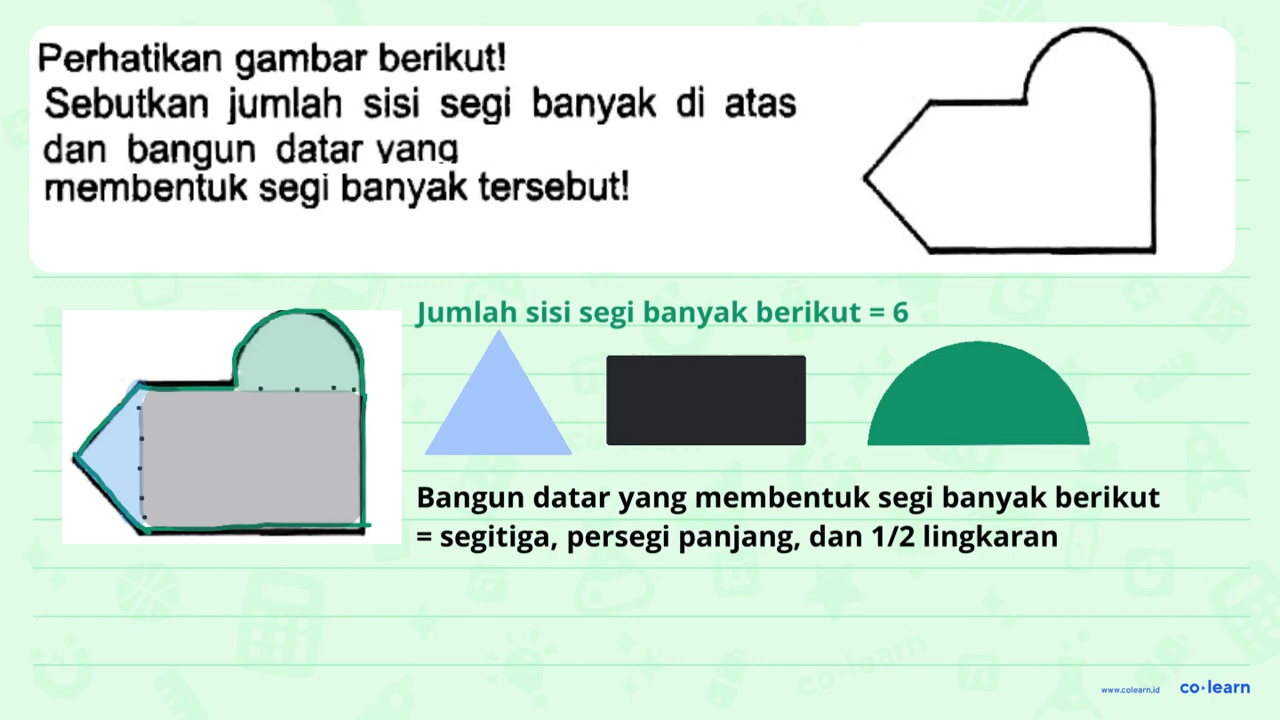 Perhatikan gambar berikut!
Sebutkan jumlah sisi segi banyak di atas
dan bangun datar yang
membentuk segi banyak tersebut!
Jumlah sisi segi banyak berikut = 6
Bangun datar yang membentuk segi banyak berikut
= segitiga, persegi panjang, dan 1/2 lingkaran
www.colearn.id co·learn